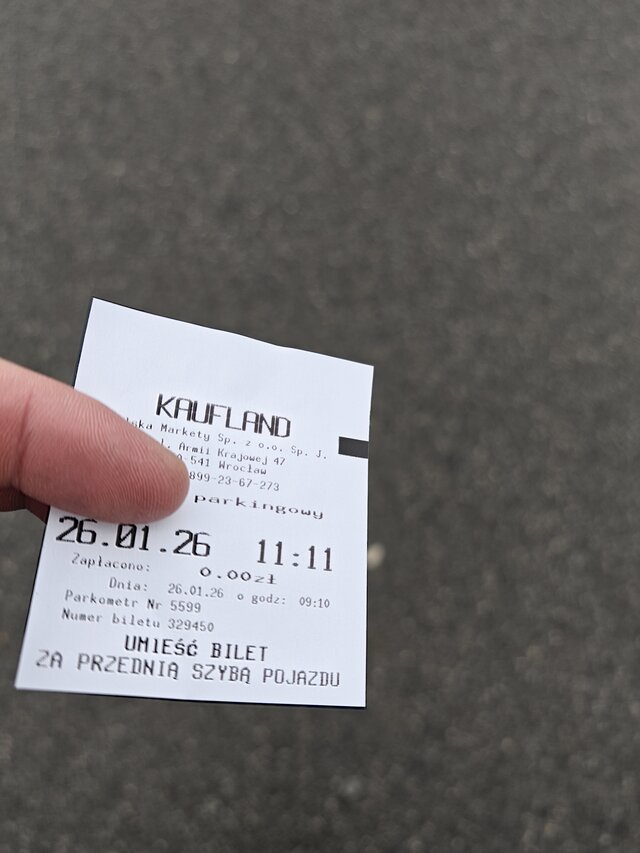 KAUFLAND
Markety Sp. z o.o. Sp. J.
Armii Krajowej 47
-541 Wrocław
899-23-67-273
parkingowy
26.01.26 11:11
Zapłacono: 0.00zł
Dnia: 26.01.26 o godz: 09:10
Parkometr Nr 5599
Numer biletu 329450
UMIEŚĆ BILET
ZA PRZEDNIĄ SZYBĄ POJAZDU